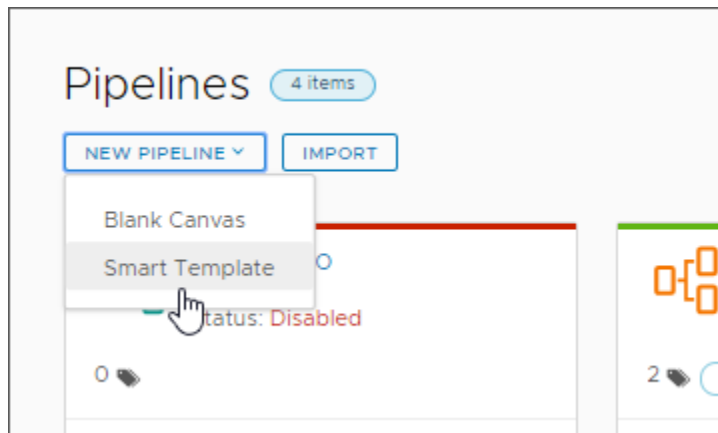 Pipelines 4 items
NEW PIPELINE IMPORT
Blank Canvas
Smart Template
Status: Disabled
0
2